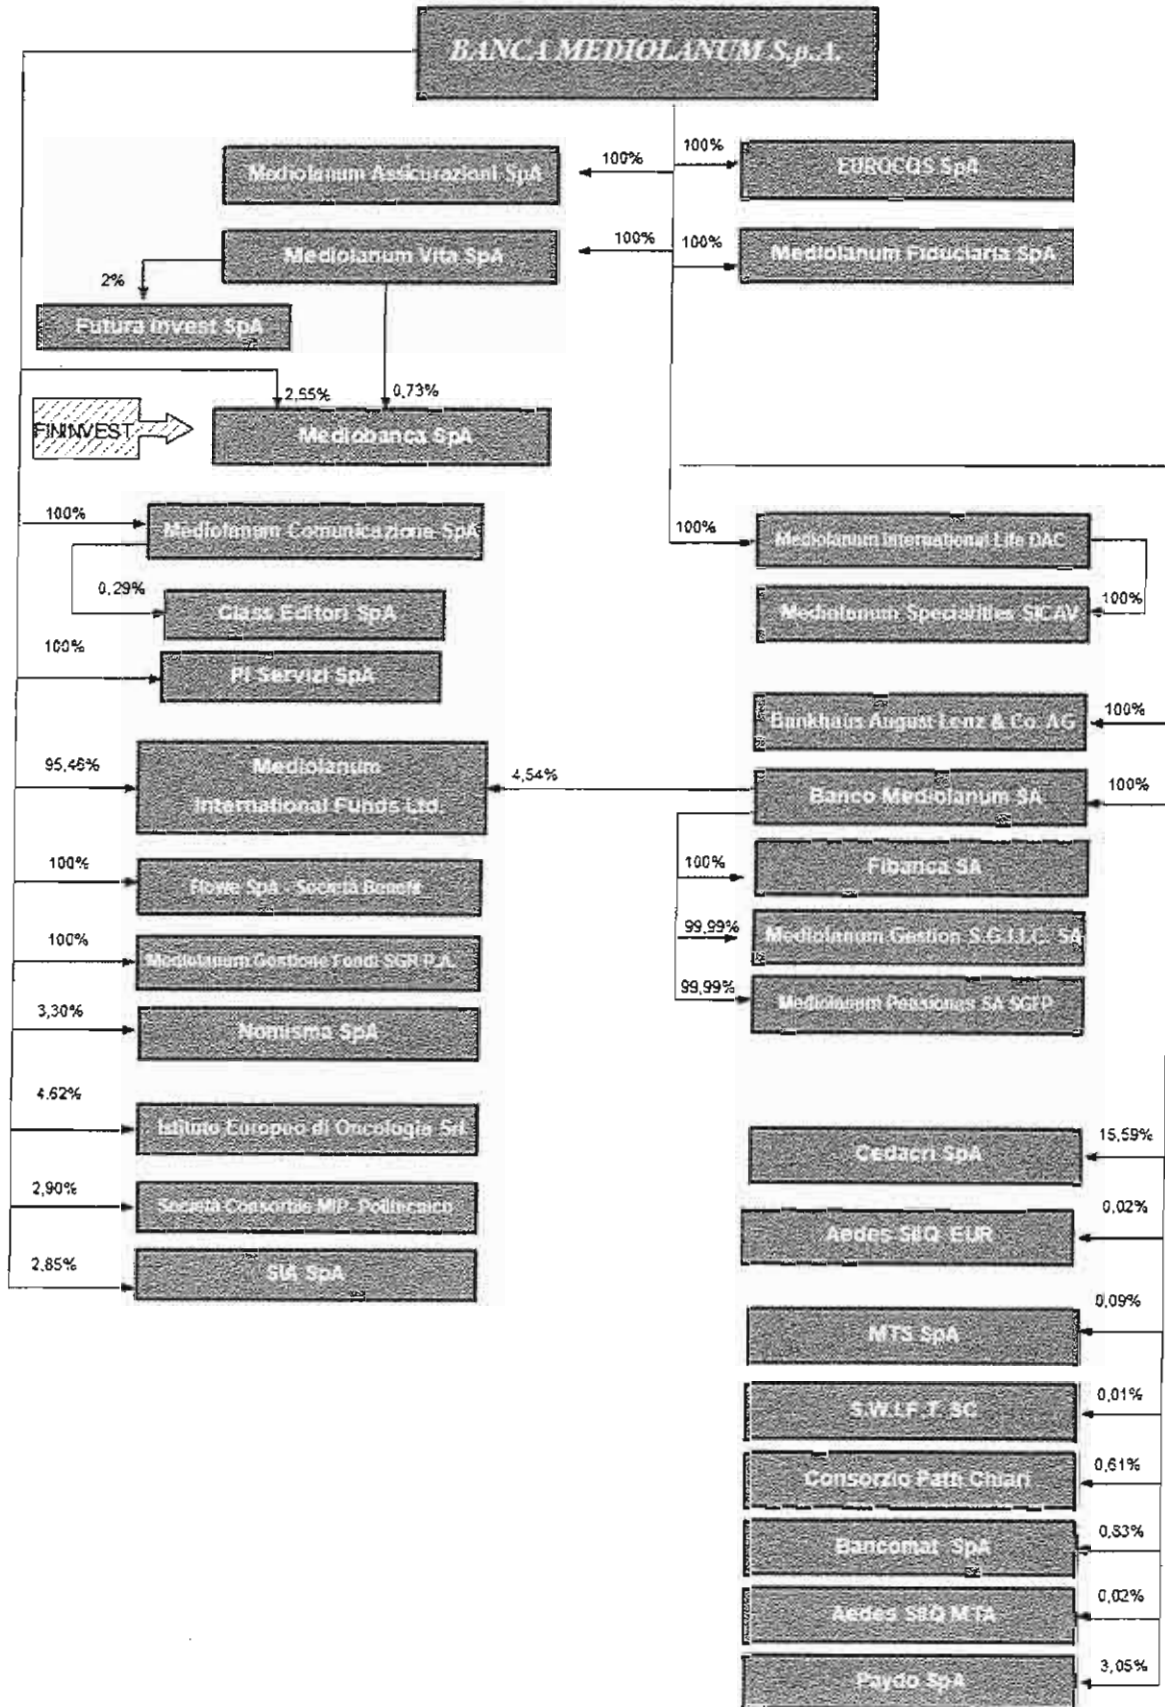 BANCA MEDIOLANUM S.p.A.
Mediolanum Assicurazioni SpA
100%
100%
EUROCQS SpA
Mediolanum Vita SpA
100%
100%
Mediolanum Fiduciaria SpA
2%
Futura Invest SpA
2,55%
0,73%
FININVEST
Mediobanca SpA
100%
Mediolanum Comunicazione SpA
0,29%
Class Editori SpA
100%
PI Servizi SpA
95,46%
Mediolanum
International Funds Ltd.
4,54%
100%
Flowe SpA - Società Benefit
100%
Mediolanum Gestione Fondi SGR P.A.
3,30%
Nomisma SpA
4,62%
Istituto Europeo di Oncologia Srl
2,90%
Società Consortile MIP- Politecnico
2,85%
SIA SpA
100%
Mediolanum International Life DAC
Mediolanum Specialities SICAV
100%
Bankhaus August Lenz & Co. AG
100%
Banco Mediolanum SA
100%
100%
Fibanca SA
99,99%
Mediolanum Gestion S.G.I.I.C. SA
99,99%
Mediolanum Pensiones SA SGFP
Cedacri SpA
15,59%
Aedes SIIQ EUR
0,02%
MTS SpA
0,09%
S.W.I.F.T. SC
0,01%
Consorzio Patti Chiari
0,61%
Bancomat SpA
0,83%
Aedes SIIQ MTA
0,02%
Paydo SpA
3,05%